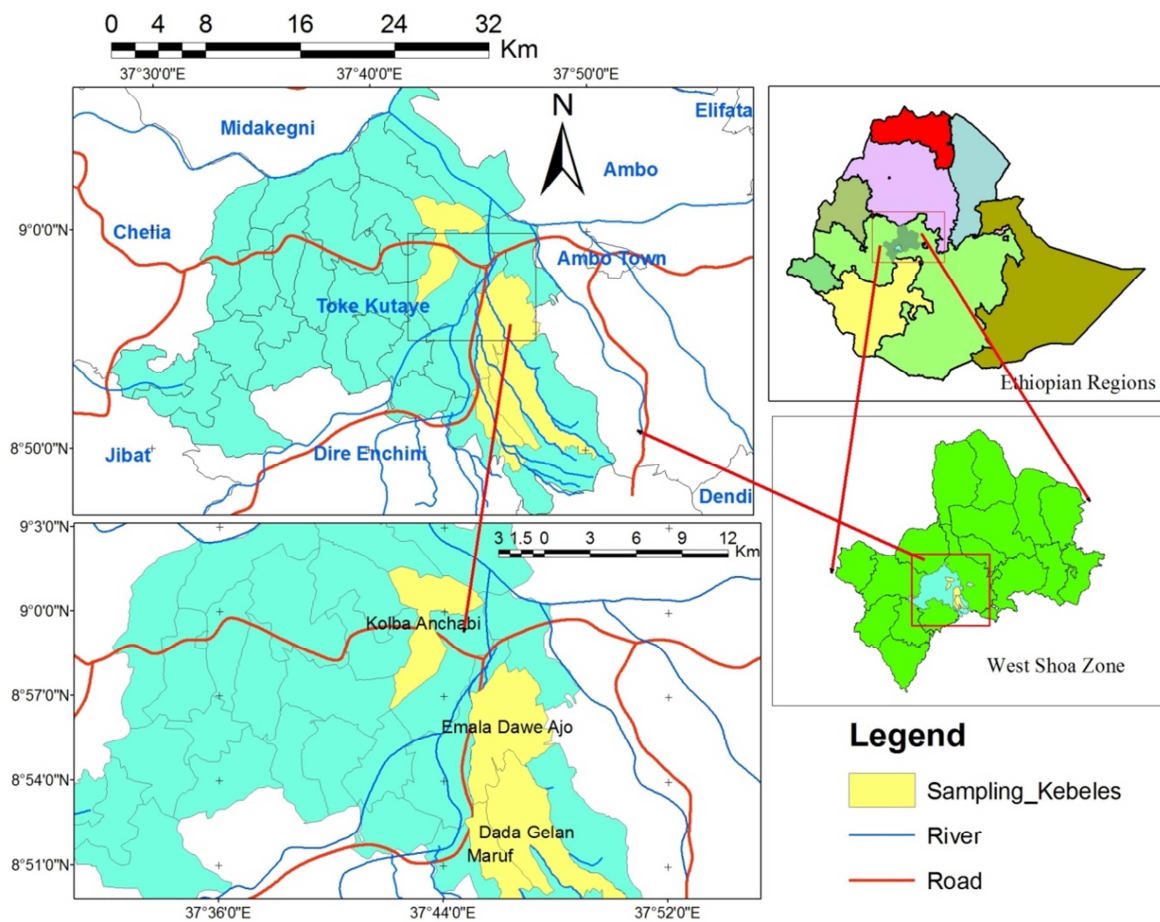 0 4 8 16 24 32 Km
37°30'0"E 37°40'0"E 37°50'0"E
N
Midakegni
Elifata
Ambo
9°0'0"N
Chelia
Ambo Town
Toke Kutaye
8°50'0"N
Jibat
Dire Enchini
Dendi
Ethiopian Regions
9°3'0"N
3 1.5 0 3 6 9 12 Km
9°0'0"N
Kolba Anchabi
8°57'0"N
Emala Dawe Ajo
8°54'0"N
Dada Gelan
Maruf
8°51'0"N
37°36'0"E 37°44'0"E 37°52'0"E
West Shoa Zone
Legend
Sampling_Kebeles
River
Road